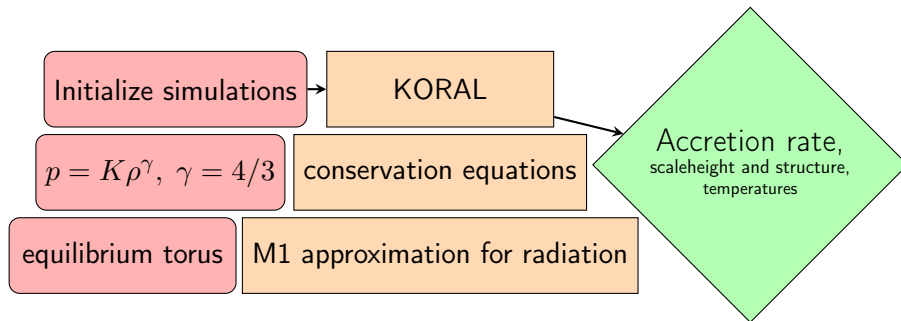 Initialize simulations
KORAL
p = Kρ^γ, γ = 4/3
conservation equations
equilibrium torus
M1 approximation for radiation
Accretion rate,
scaleheight and structure,
temperatures